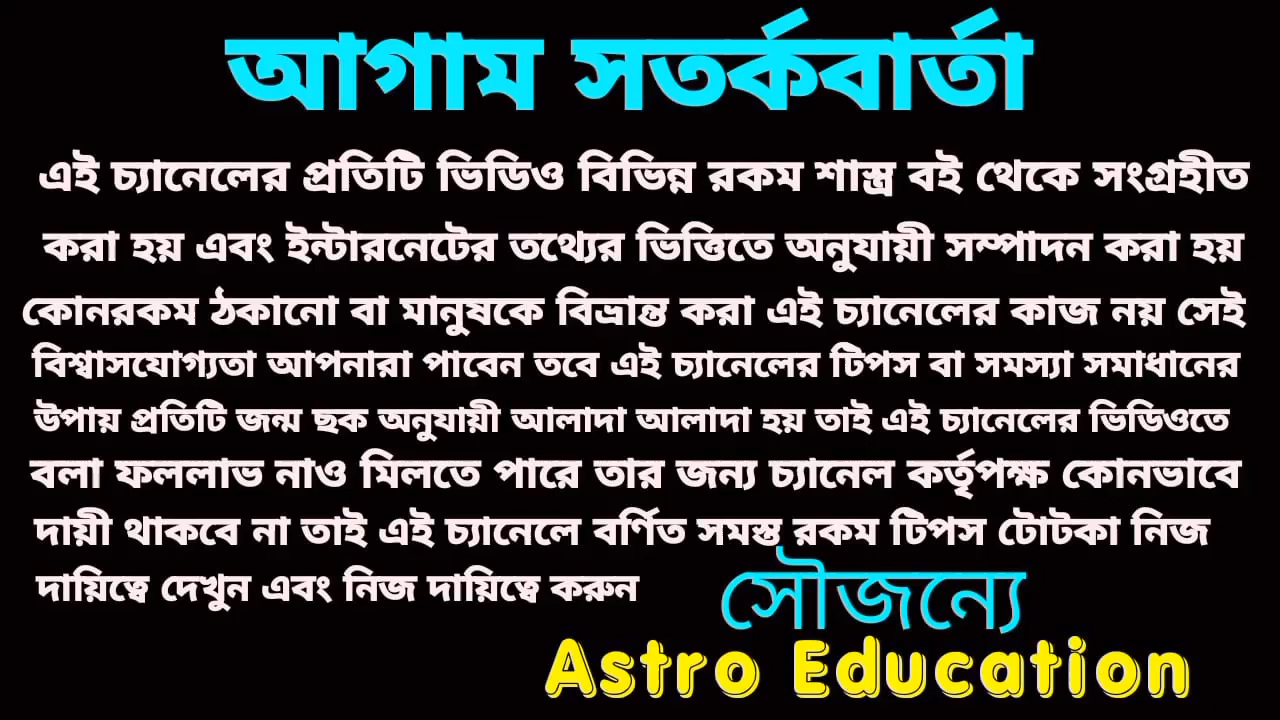 আগাম সতর্কবার্তা
এই চ্যানেলের প্রতিটি ভিডিও বিভিন্ন রকম শাস্ত্র বই থেকে সংগ্রহীত
করা হয় এবং ইন্টারনেটের তথ্যের ভিত্তিতে অনুযায়ী সম্পাদন করা হয়
কোনরকম ঠকানো বা মানুষকে বিভ্রান্ত করা এই চ্যানেলের কাজ নয় সেই
বিশ্বাসযোগ্যতা আপনারা পাবেন তবে এই চ্যানেলের টিপস বা সমস্যা সমাধানের
উপায় প্রতিটি জন্ম ছক অনুযায়ী আলাদা আলাদা হয় তাই এই চ্যানেলের ভিডিওতে
বলা ফললাভ নাও মিলতে পারে তার জন্য চ্যানেল কর্তৃপক্ষ কোনভাবে
দায়ী থাকবে না তাই এই চ্যানেলে বর্ণিত সমস্ত রকম টিপস টোটকা নিজ
দায়িত্বে দেখুন এবং নিজ দায়িত্বে করুন
সৌজন্যে
Astro Education